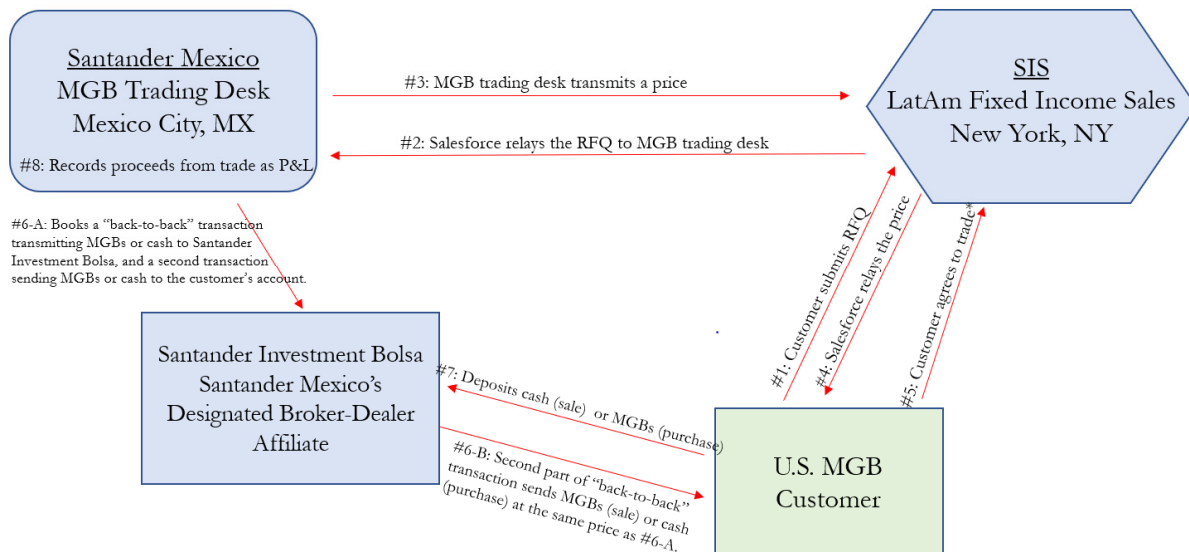 Santander Mexico
MGB Trading Desk
Mexico City, MX
#8: Records proceeds from trade as P&L
#3: MGB trading desk transmits a price
#2: Salesforce relays the RFQ to MGB trading desk
SIS
LatAm Fixed Income Sales
New York, NY
#6-A: Books a “back-to-back” transaction
transmitting MGBs or cash to Santander
Investment Bolsa, and a second transaction
sending MGBs or cash to the customer’s account.
#1: Customer submits RFQ
#4: Salesforce relays the price
#5: Customer agrees to trade*
Santander Investment Bolsa
Santander Mexico’s
Designated Broker-Dealer
Affiliate
#7: Deposits cash (sale) or MGBs (purchase)
#6-B: Second part of “back-to-back”
transaction sends MGBs (sale) or cash
(purchase) at the same price as #6-A.
U.S. MGB
Customer